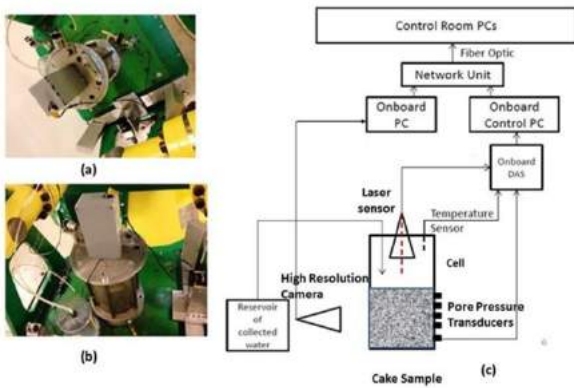 (a)
(b)
Control Room PCs
Fiber Optic
Network Unit
Onboard
PC
Onboard
Control PC
Onboard
DAS
Laser
sensor
Temperature
Sensor
Cell
High Resolution
Camera
Reservoir
of
collected
water
Pore Pressure
Transducers
(c)
Cake Sample